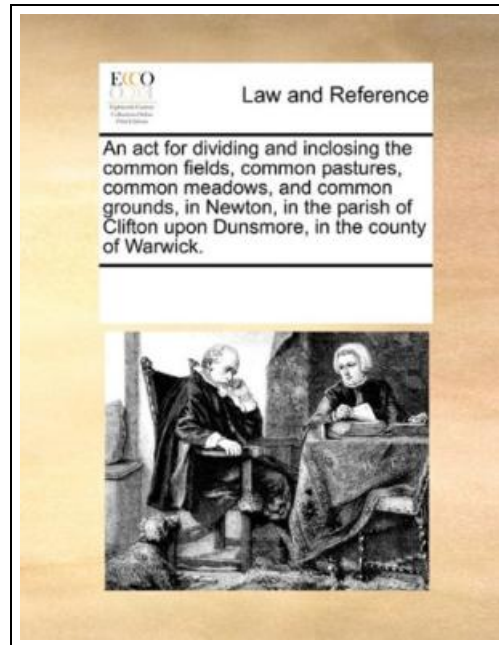 ECCO
Law and Reference
An act for dividing and inclosing the
common fields, common pastures,
common meadows, and common
grounds, in Newton, in the parish of
Clifton upon Dunsmore, in the county
of Warwick.